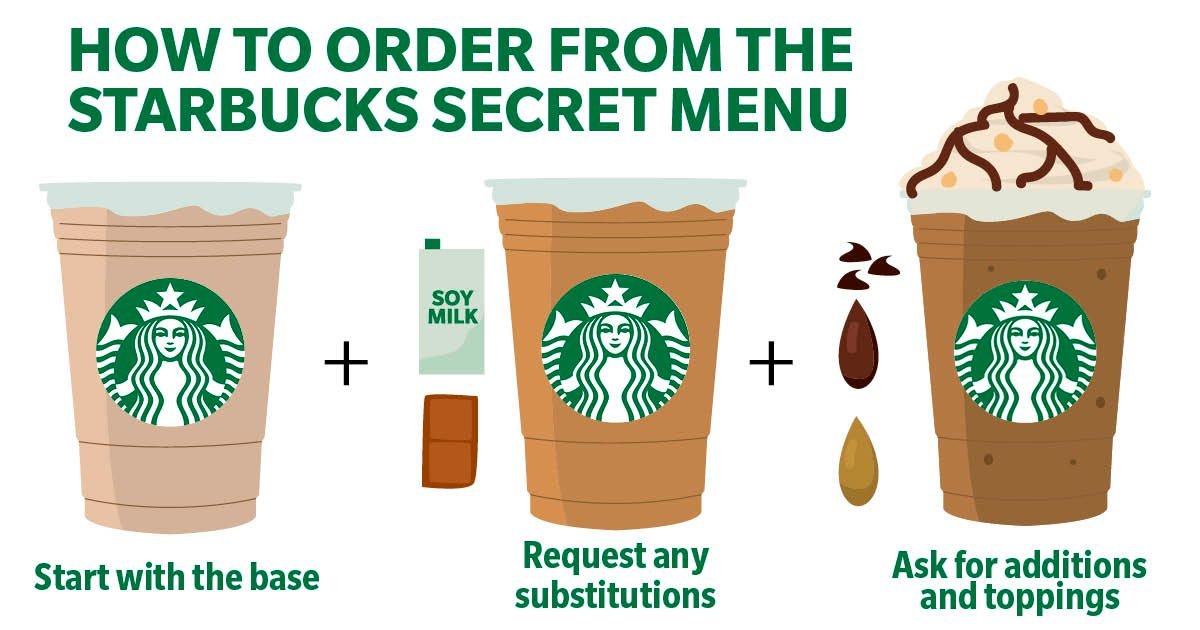 HOW TO ORDER FROM THE
STARBUCKS SECRET MENU
SOY
MILK
Start with the base
Request any
substitutions
Ask for additions
and toppings